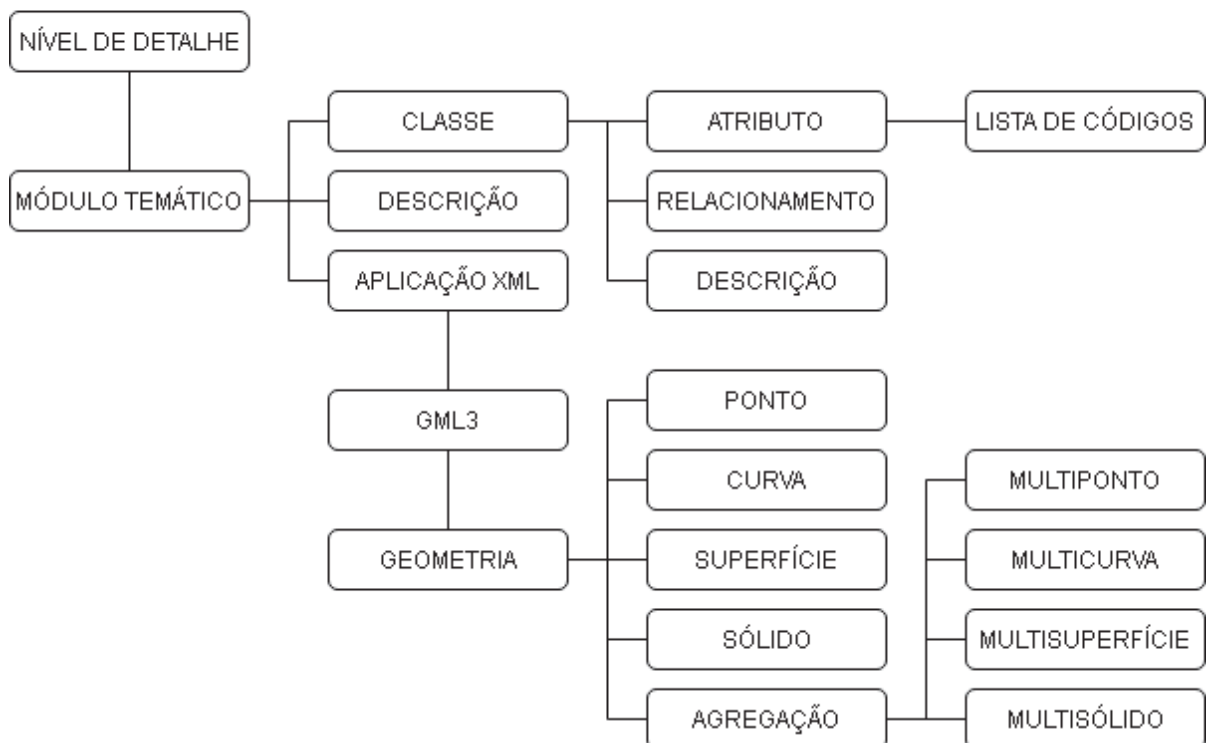 NÍVEL DE DETALHE
CLASSE
ATRIBUTO
LISTA DE CÓDIGOS
MÓDULO TEMÁTICO
DESCRIÇÃO
RELACIONAMENTO
APLICAÇÃO XML
DESCRIÇÃO
PONTO
GML3
CURVA
MULTIPONTO
GEOMETRIA
SUPERFÍCIE
MULTICURVA
SÓLIDO
MULTISUPERFÍCIE
AGREGAÇÃO
MULTISÓLIDO